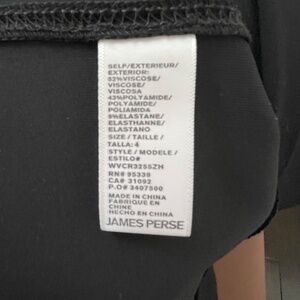 SELF/EXTERIEUR/
EXTERIOR:
52%VISCOSE/
VISCOSE/
VISCOSA
43%POLYAMIDE/
POLYAMIDE/
POLIAMIDA
5%ELASTANE/
ELASTHANNE/
ELASTANO
SIZE / TAILLE /
TALLA: 4
STYLE / MODELE /
ESTILO#
WVCR3255ZH
RN# 95339
CA# 31092
P.O# 3407500
MADE IN CHINA
FABRIQUE EN
CHINE
HECHO EN CHINA
JAMES PERSE